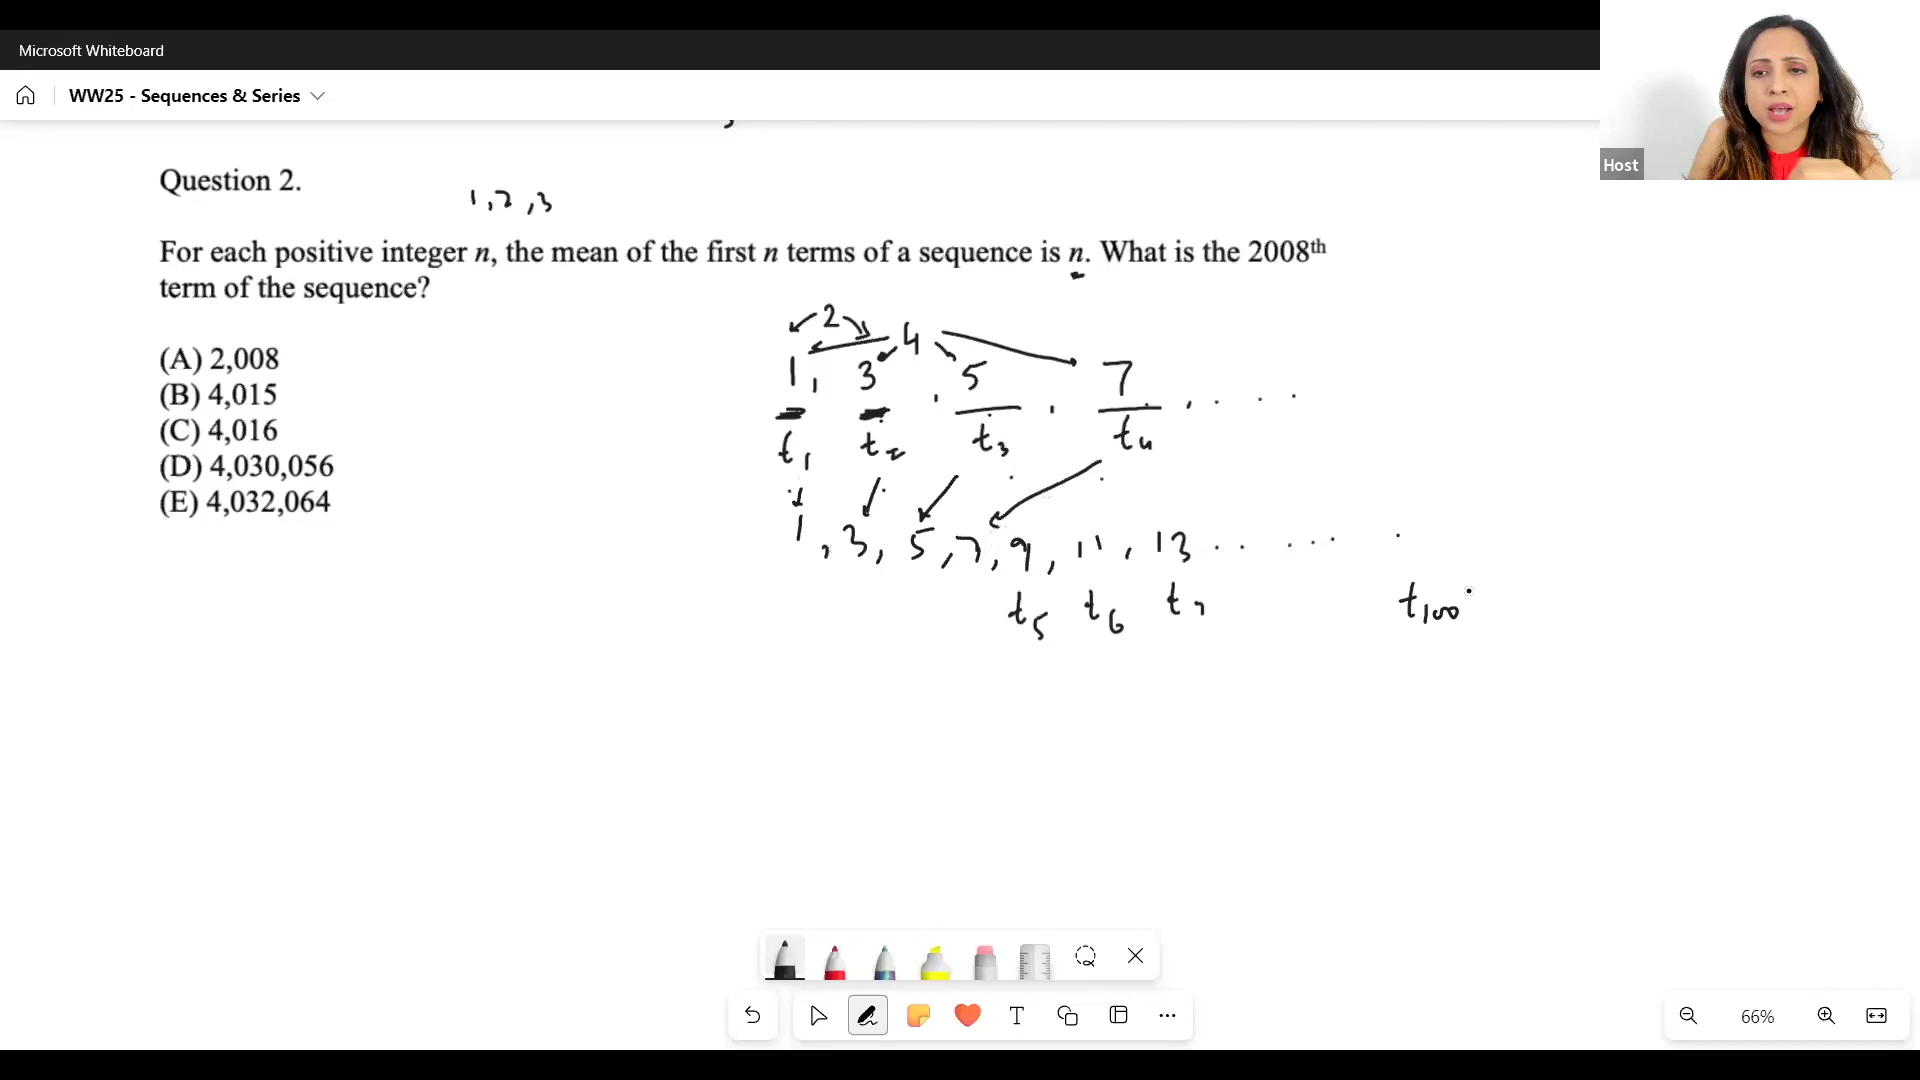 Microsoft Whiteboard
WW25 - Sequences & Series
Host
Question 2.
1, 2, 3
For each positive integer n, the mean of the first n terms of a sequence is n. What is the 2008th
term of the sequence?
(A) 2,008
(B) 4,015
(C) 4,016
(D) 4,030,056
(E) 4,032,064
2
4
1, 3, 5, 7, . . . .
t1 t2 t3 t4
1, 3, 5, 7, 9, 11, 13 . . . . . .
t5 t6 t7 t100
T
66%